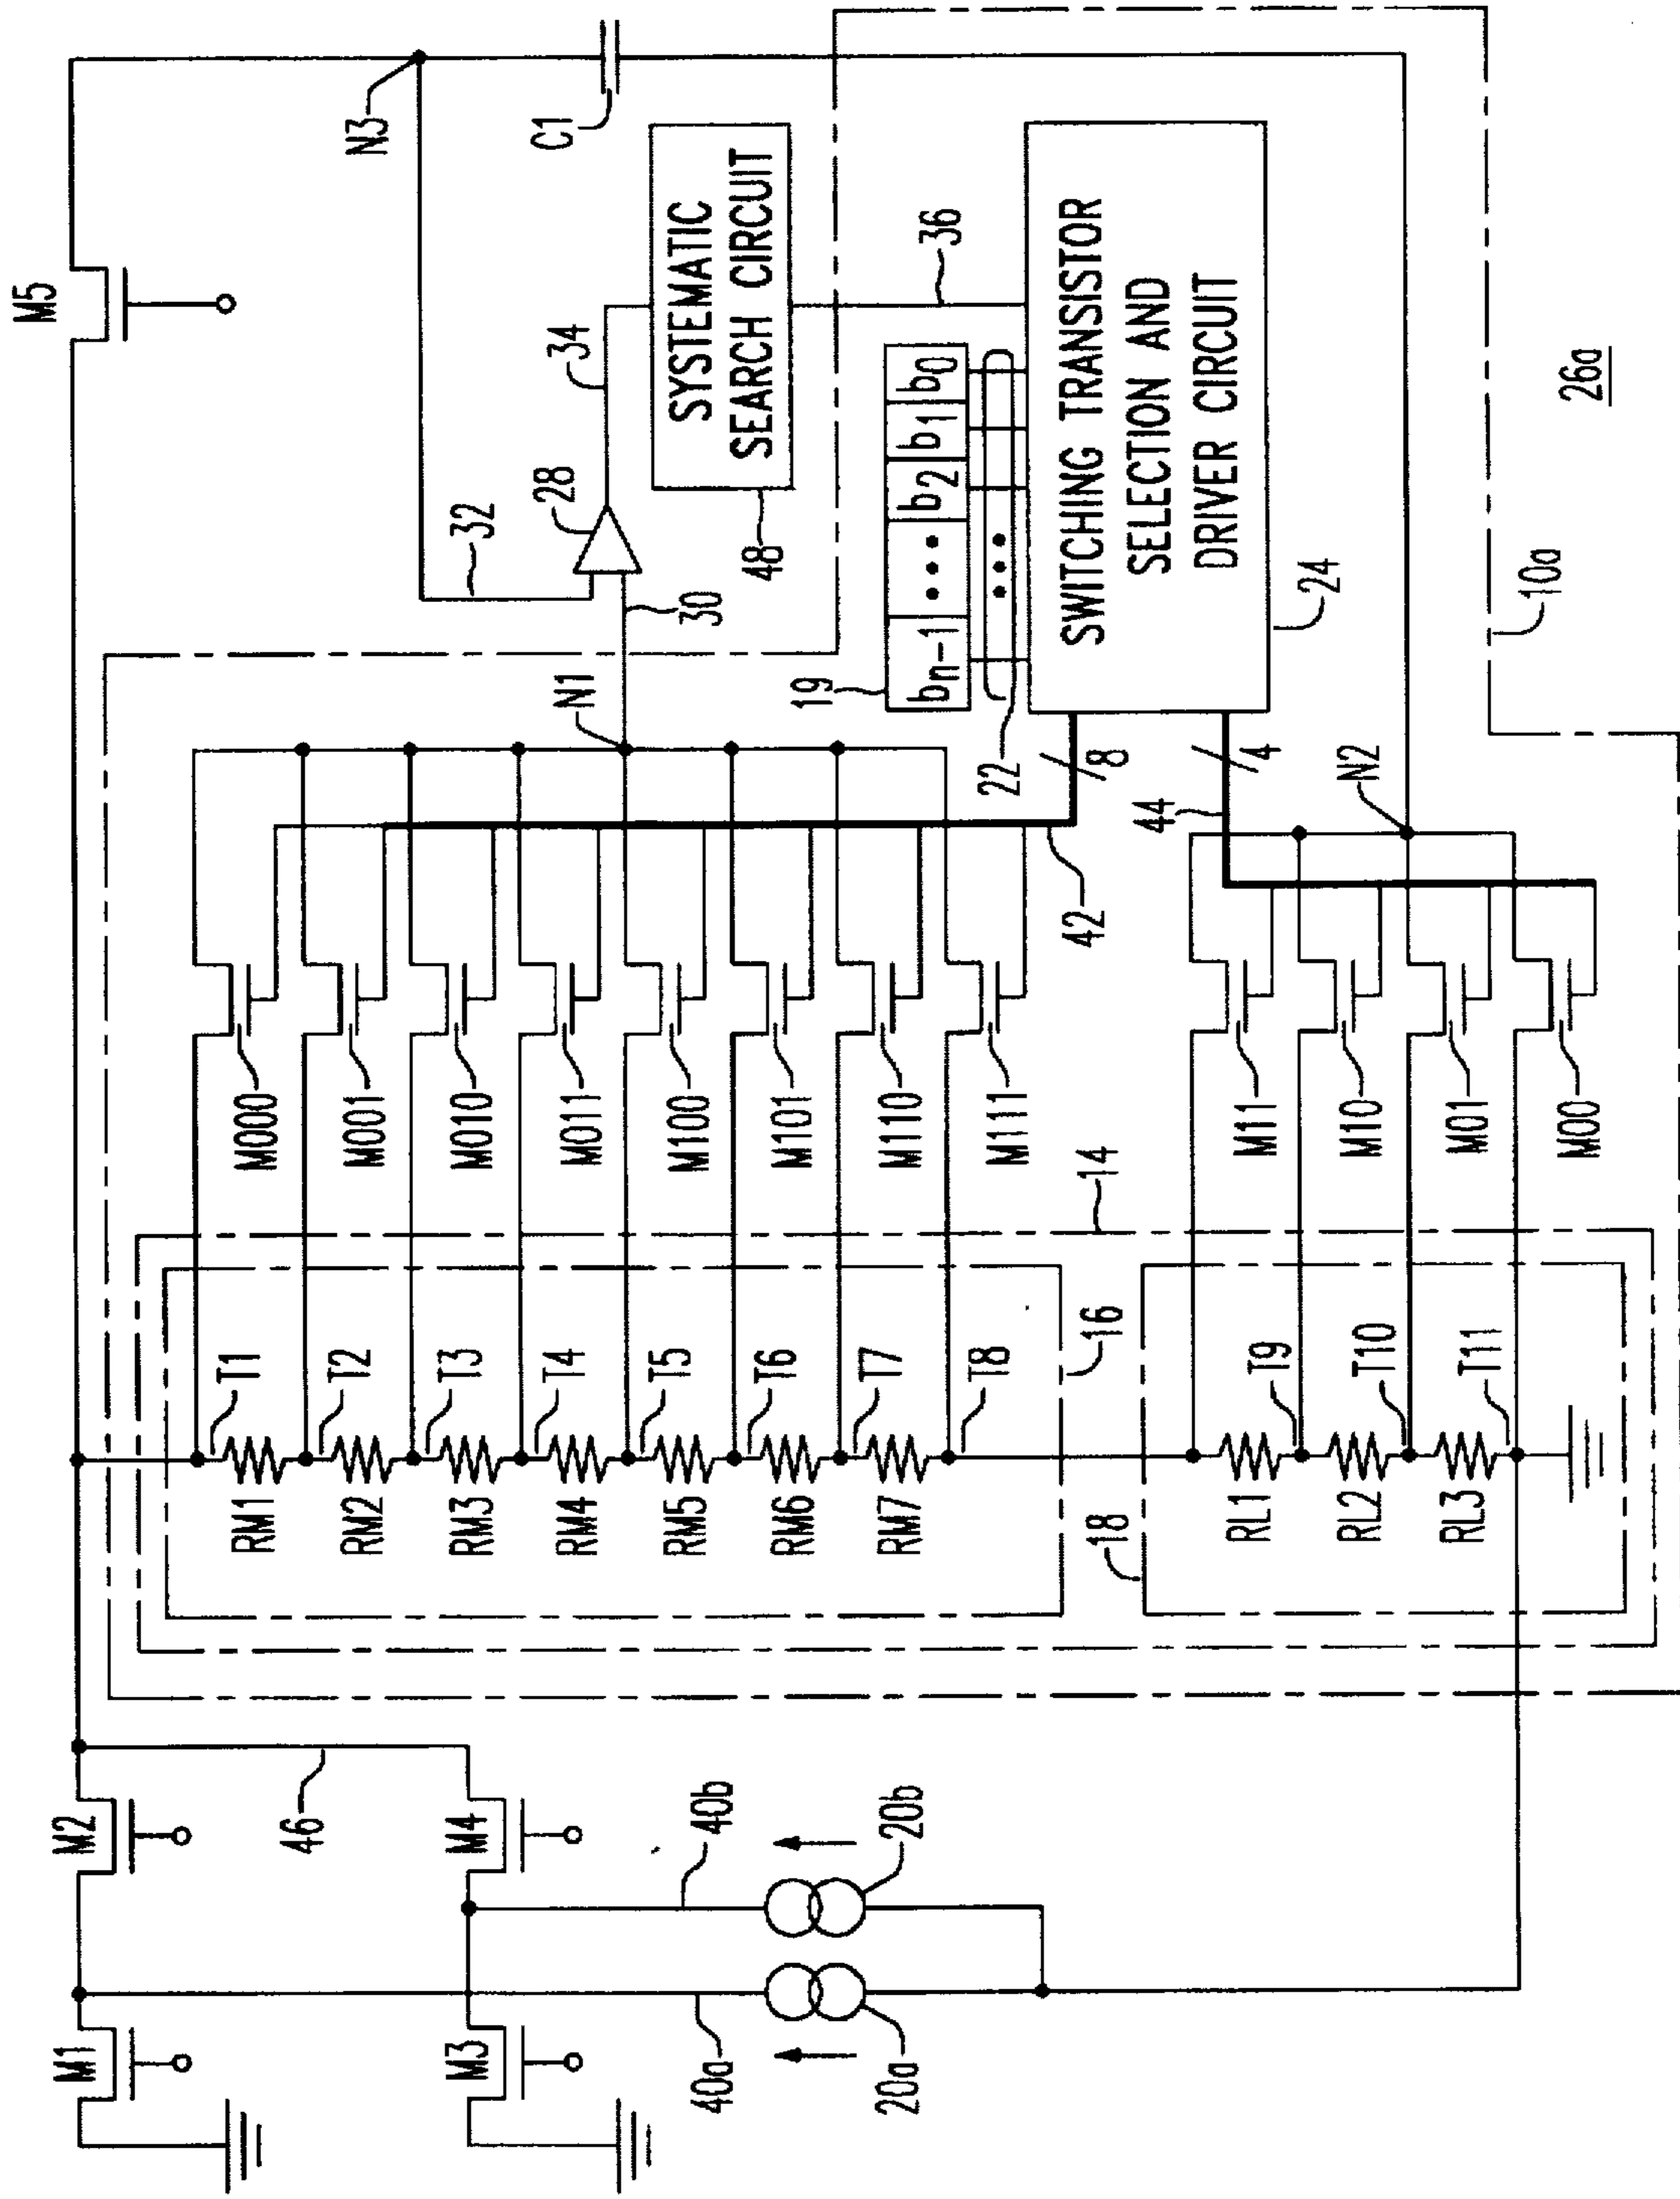 M5
N3
C1
SYSTEMATIC
SEARCH CIRCUIT
48
36
34
28
32
30
N1
19
bn-1
• • •
b2
b1
b0
22
• • •
SWITCHING TRANSISTOR
SELECTION AND
DRIVER CIRCUIT
24
10a
26a
8
4
44
N2
42
M000
M001
M010
M011
M100
M101
M110
M111
M11
M10
M01
M00
14
16
18
T1
T2
T3
T4
T5
T6
T7
T8
T9
T10
T11
RM1
RM2
RM3
RM4
RM5
RM6
RM7
RL1
RL2
RL3
M2
46
M4
40b
20b
M1
M3
40a
20a